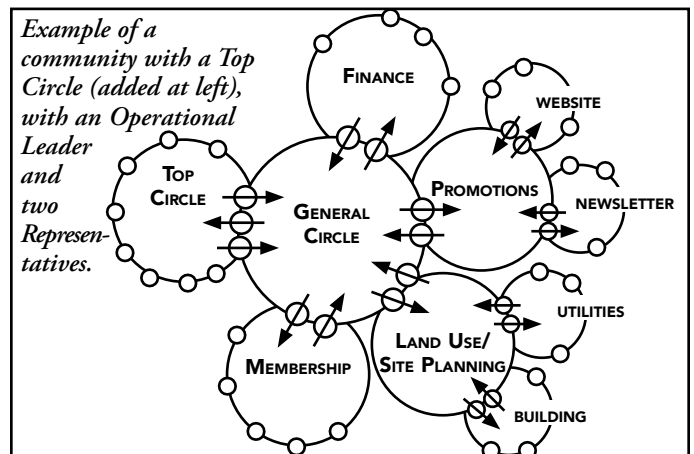 Example of a
community with a Top
Circle (added at left),
with an Operational
Leader
and
two
Represen-
tatives.
FINANCE
WEBSITE
TOP
CIRCLE
GENERAL
CIRCLE
PROMOTIONS
NEWSLETTER
UTILITIES
LAND USE/
SITE PLANNING
MEMBERSHIP
BUILDING